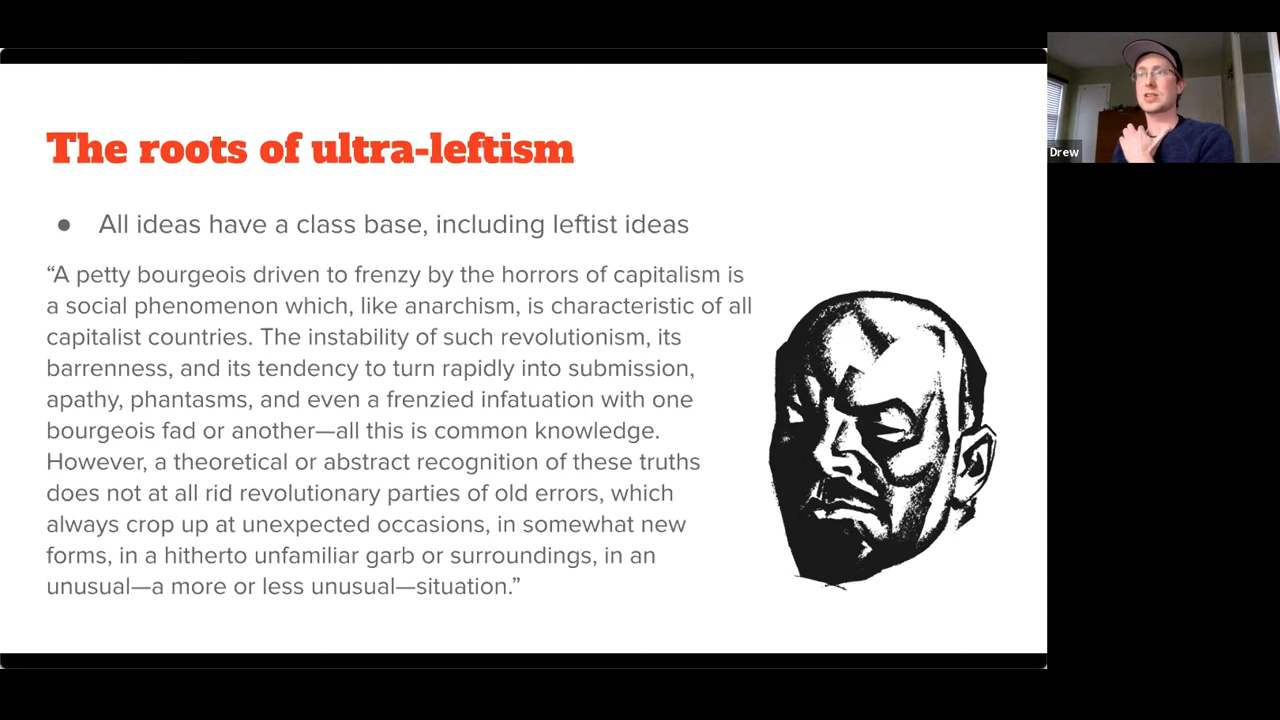 The roots of ultra-leftism
● All ideas have a class base, including leftist ideas
“A petty bourgeois driven to frenzy by the horrors of capitalism is
a social phenomenon which, like anarchism, is characteristic of all
capitalist countries. The instability of such revolutionism, its
barrenness, and its tendency to turn rapidly into submission,
apathy, phantasms, and even a frenzied infatuation with one
bourgeois fad or another—all this is common knowledge.
However, a theoretical or abstract recognition of these truths
does not at all rid revolutionary parties of old errors, which
always crop up at unexpected occasions, in somewhat new
forms, in a hitherto unfamiliar garb or surroundings, in an
unusual—a more or less unusual—situation.”
Drew